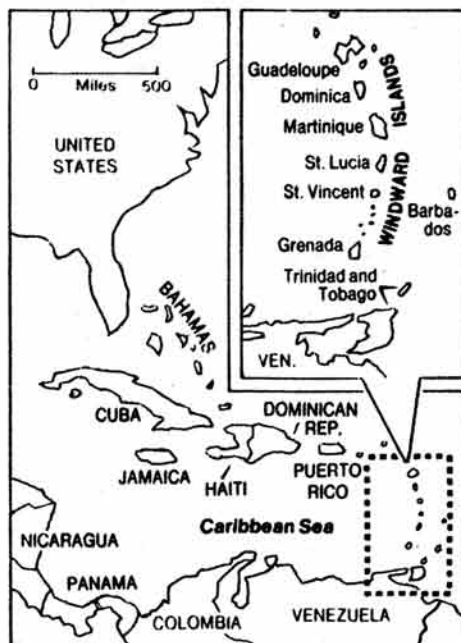 0 Miles 500
UNITED
STATES
BAHAMAS
CUBA
DOMINICAN
REP.
JAMAICA
HAITI
PUERTO
RICO
Caribbean Sea
NICARAGUA
PANAMA
COLOMBIA
VENEZUELA
Guadeloupe
Dominica
Martinique
St. Lucia
St. Vincent
Grenada
WINDWARD ISLANDS
Barba-
dos
Trinidad and
Tobago
VEN.